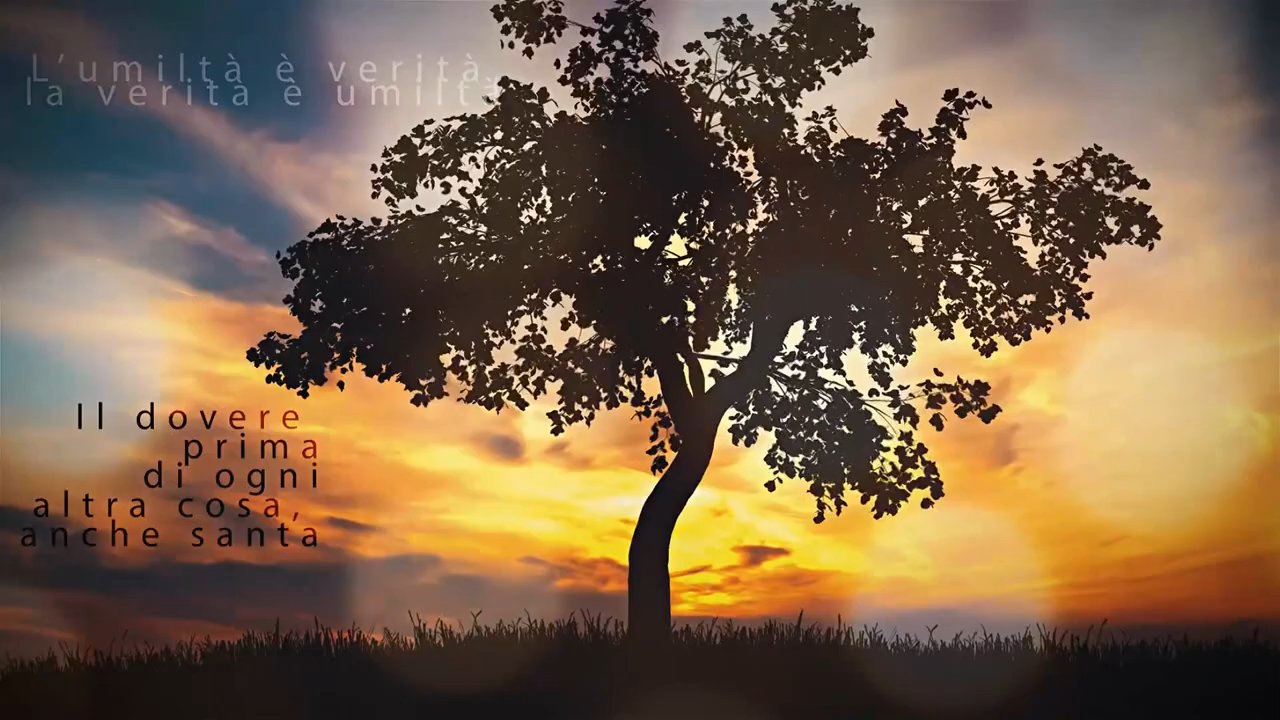 L'umiltà è verità,
la verità è umiltà
Il dovere
prima
di ogni
altra cosa,
anche santa